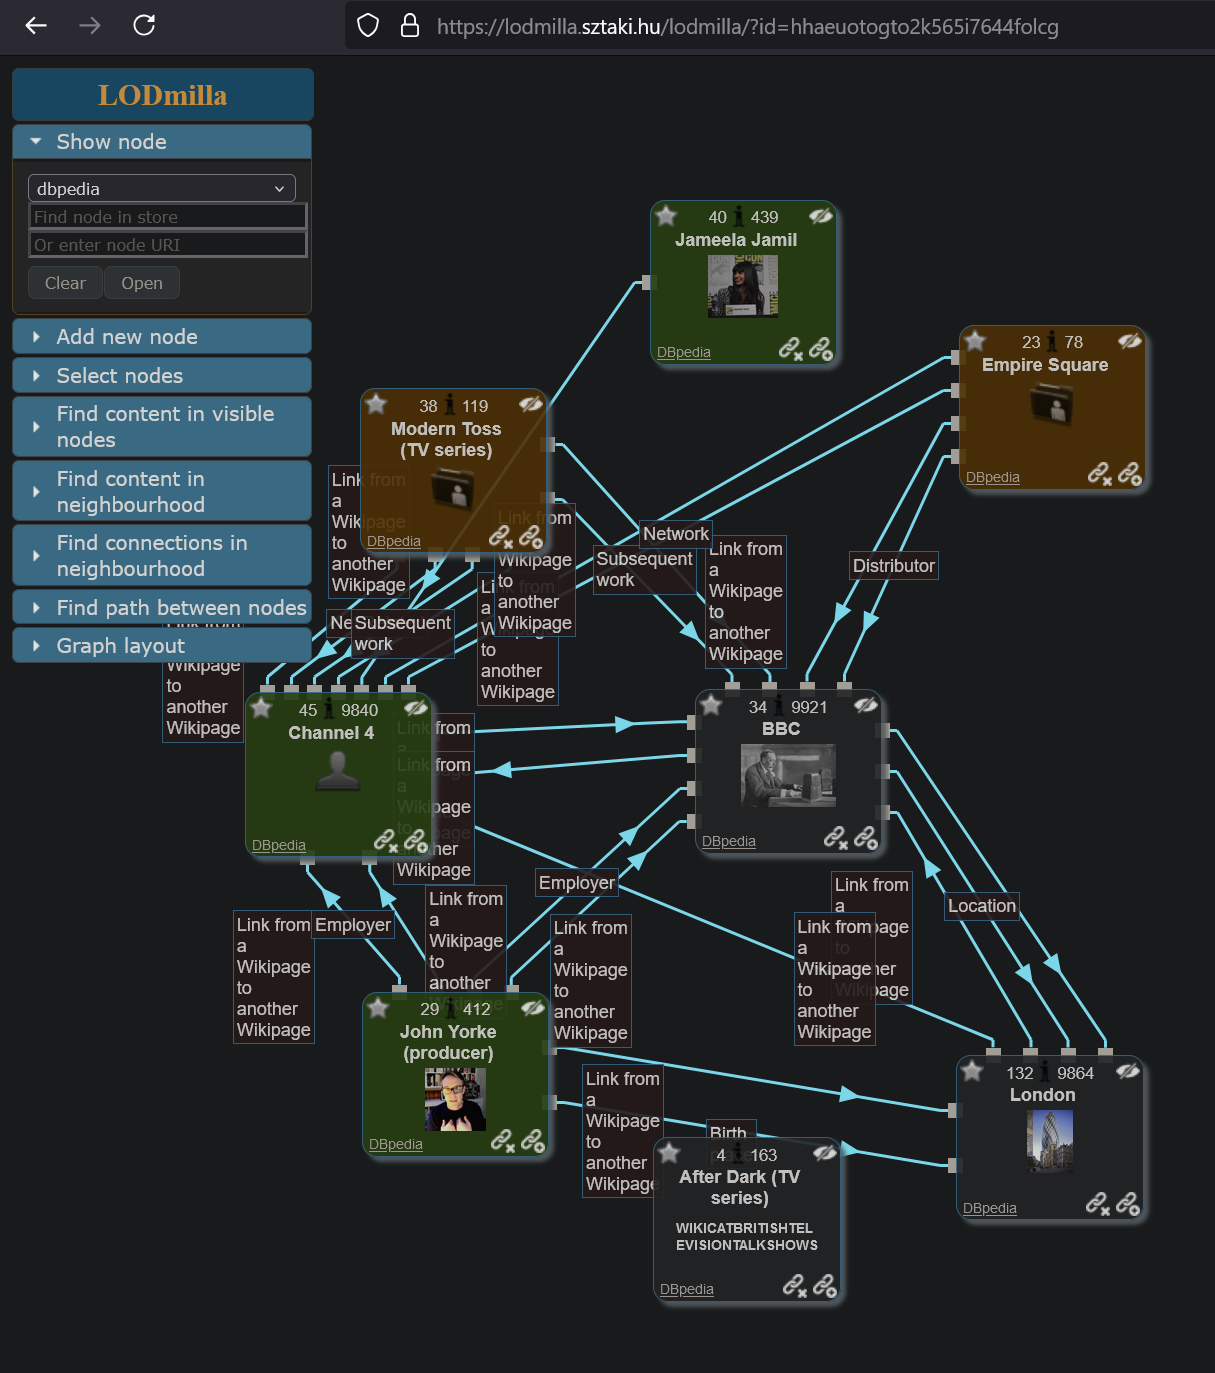 https://lodmilla.sztaki.hu/lodmilla/?id=hhaeuotogto2k565i7644folcg
LODmilla
Show node
dbpedia
Find node in store
Or enter node URI
Clear
Open
Add new node
Select nodes
Find content in visible
nodes
Find content in
neighbourhood
Find connections in
neighbourhood
Find path between nodes
Graph layout
40 439
Jameela Jamil
DBpedia
23 78
Empire Square
DBpedia
38 119
Modern Toss
(TV series)
DBpedia
Link from
a
Wikipage
to
another
Wikipage
Link from
Wikipage
to
another
Wikipage
to
another
Wikipage
Network
Subsequent
work
Link from
a
Wikipage
to
another
Wikipage
Distributor
Subsequent
work
Link from
Wikipage
to
another
Wikipage
45 9840
Channel 4
DBpedia
Link from
a
Link from
a
Wikipage
to
another
Wikipage
34 9921
BBC
DBpedia
Employer
Link from
a
Wikipage
to
another
Link from
a
Wikipage
to
another
Wikipage
Employer
Link from
a
Wikipage
to
another
Wikipage
Link from
a
Wikipage
Link from
a
Wikipage
to
another
Wikipage
Location
29 412
John Yorke
(producer)
DBpedia
Link from
a
Wikipage
to
another
Wikipage
Birth
4 163
After Dark (TV
series)
WIKICATBRITISHTEL
EVISIONTALKSHOWS
DBpedia
132 9864
London
DBpedia